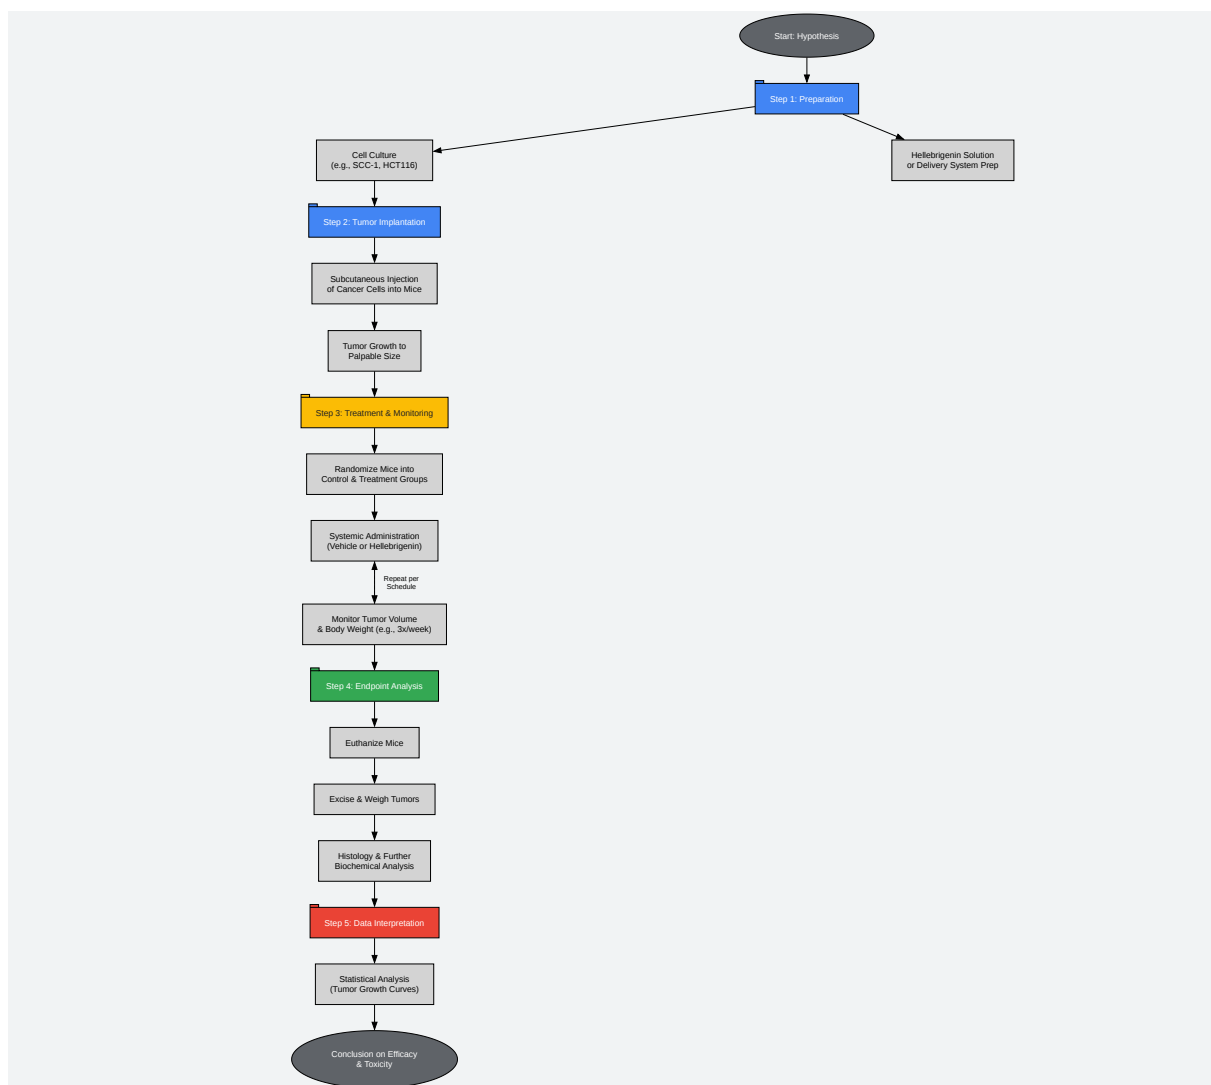 Start: Hypothesis
Step 1: Preparation
Cell Culture
(e.g., SCC-1, HCT116)
Hellebrigenin Solution
or Delivery System Prep
Step 2: Tumor Implantation
Subcutaneous Injection
of Cancer Cells into Mice
Tumor Growth to
Palpable Size
Step 3: Treatment & Monitoring
Randomize Mice into
Control & Treatment Groups
Systemic Administration
(Vehicle or Hellebrigenin)
Repeat per
Schedule
Monitor Tumor Volume
& Body Weight (e.g., 3x/week)
Step 4: Endpoint Analysis
Euthanize Mice
Excise & Weigh Tumors
Histology & Further
Biochemical Analysis
Step 5: Data Interpretation
Statistical Analysis
(Tumor Growth Curves)
Conclusion on Efficacy
& Toxicity